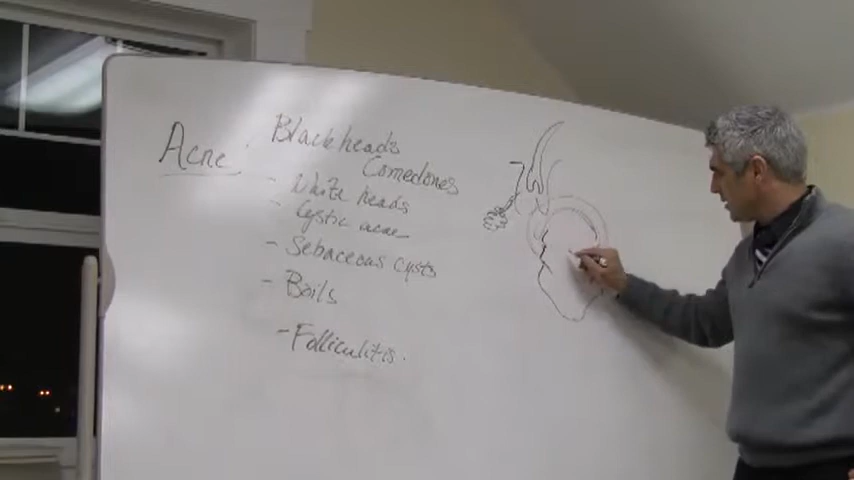 Acne:
Blackheads
Comedones
- White heads
- Cystic acne
- Sebaceous cysts
- Boils
- Folliculitis.